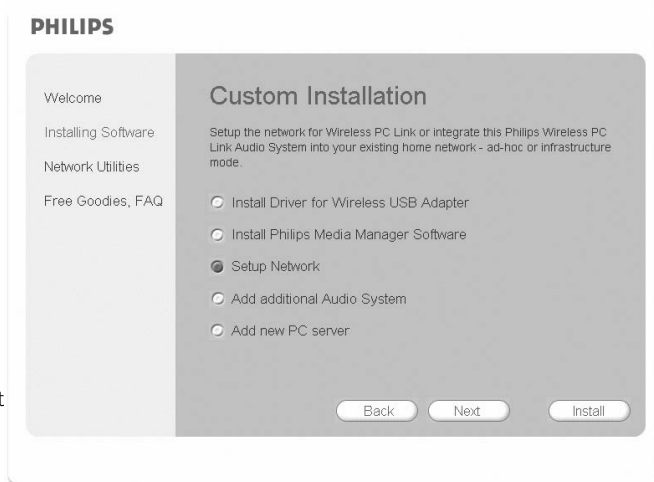 PHILIPS
Welcome
Installing Software
Network Utilities
Free Goodies, FAQ
Custom Installation
Setup the network for Wireless PC Link or integrate this Philips Wireless PC
Link Audio System into your existing home network - ad-hoc or infrastructure
mode.
Install Driver for Wireless USB Adapter
Install Philips Media Manager Software
Setup Network
Add additional Audio System
Add new PC server
t
Back Next Install